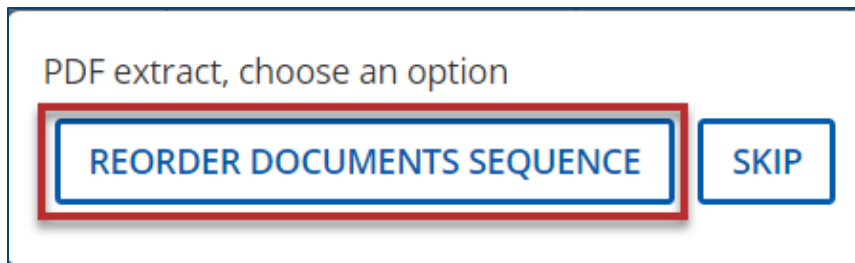 PDF extract, choose an option
REORDER DOCUMENTS SEQUENCE SKIP